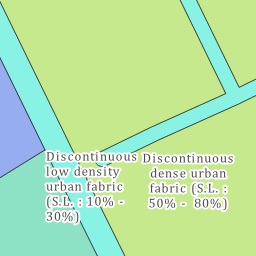 Discontinuous
low density
urban fabric
(S.L. : 10% -
30%)
Discontinuous
dense urban
fabric (S.L. :
50% -  80%)